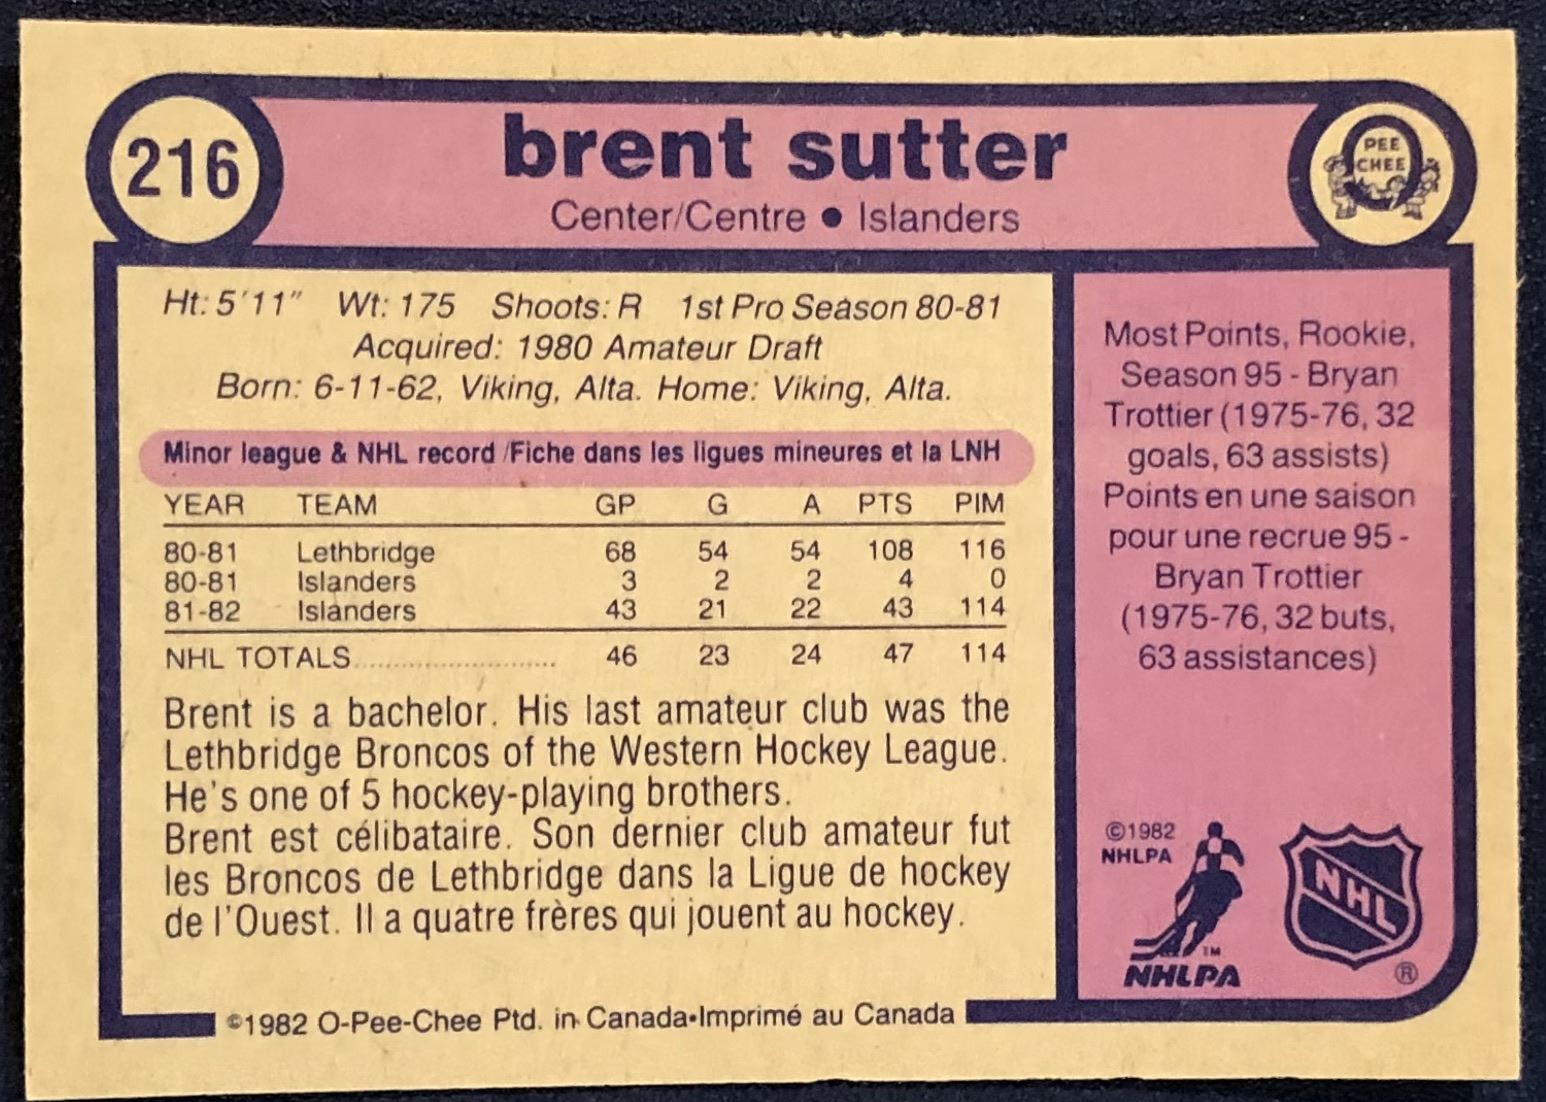 216
brent sutter
Center/Centre • Islanders
PEE
CHEE
Ht: 5'11" Wt: 175 Shoots: R 1st Pro Season 80-81
Acquired: 1980 Amateur Draft
Born: 6-11-62, Viking, Alta. Home: Viking, Alta.
Minor league & NHL record /Fiche dans les ligues mineures et la LNH
YEAR TEAM GP G A PTS PIM
80-81 Lethbridge 68 54 54 108 116
80-81 Islanders 3 2 2 4 0
81-82 Islanders 43 21 22 43 114
NHL TOTALS.......................... 46 23 24 47 114
Brent is a bachelor. His last amateur club was the
Lethbridge Broncos of the Western Hockey League.
He's one of 5 hockey-playing brothers.
Brent est célibataire. Son dernier club amateur fut
les Broncos de Lethbridge dans la Ligue de hockey
de l'Ouest. Il a quatre frères qui jouent au hockey.
©1982 O-Pee-Chee Ptd. in Canada•Imprimé au Canada
Most Points, Rookie,
Season 95 - Bryan
Trottier (1975-76, 32
goals, 63 assists)
Points en une saison
pour une recrue 95 -
Bryan Trottier
(1975-76, 32 buts,
63 assistances)
©1982
NHLPA
TM
NHLPA
NHL
®